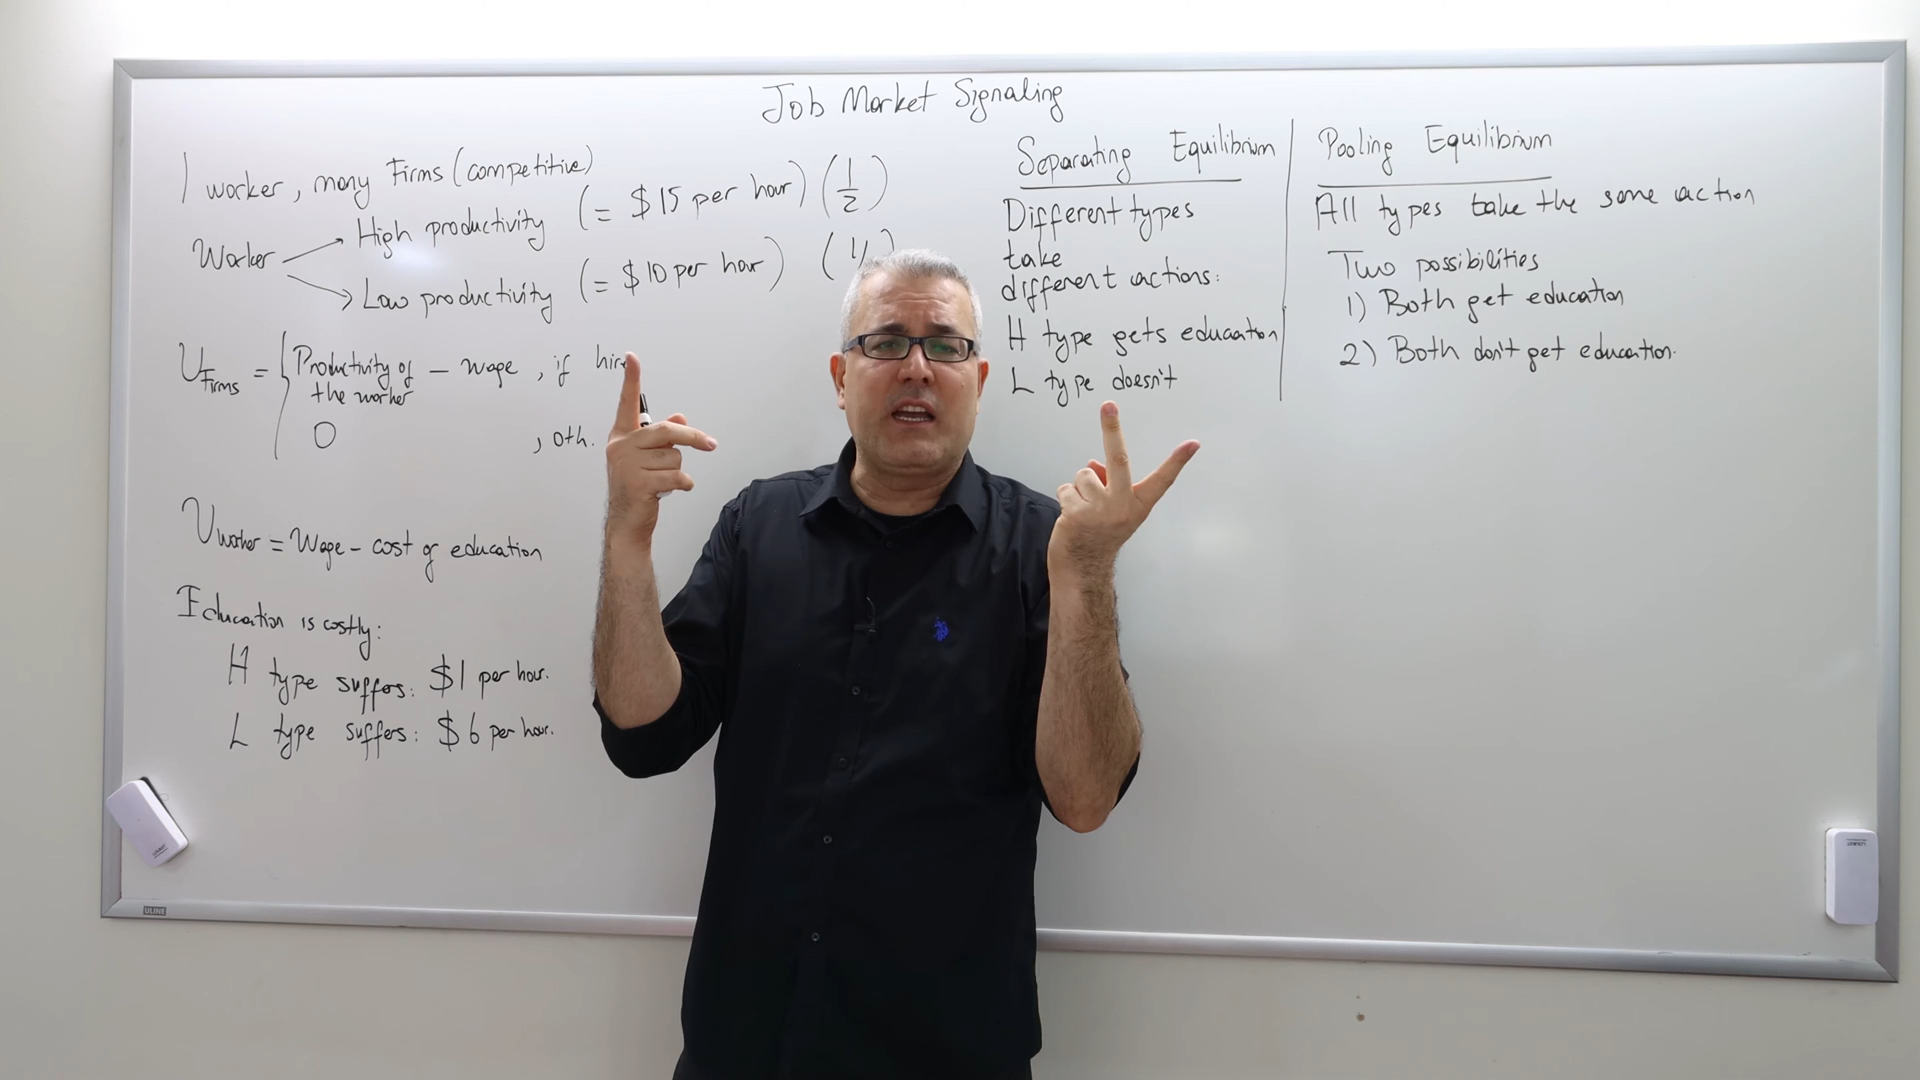 Job Market Signaling
1 worker, many Firms (competitive)
Worker
High productivity (= $15 per hour) (1/2)
Low productivity (= $10 per hour)
U Firms = { Productivity of the worker - wage , if
0 , oth.
U worker = Wage - cost of education
Education is costly:
H type suffers: $1 per hour.
L type suffers: $6 per hour.
Separating Equilibrium
Different types
take
different actions:
H type gets education
L type doesn't
Pooling Equilibrium
All types take the same action
Two possibilities
1) Both get education
2) Both don't get education.
ULINE